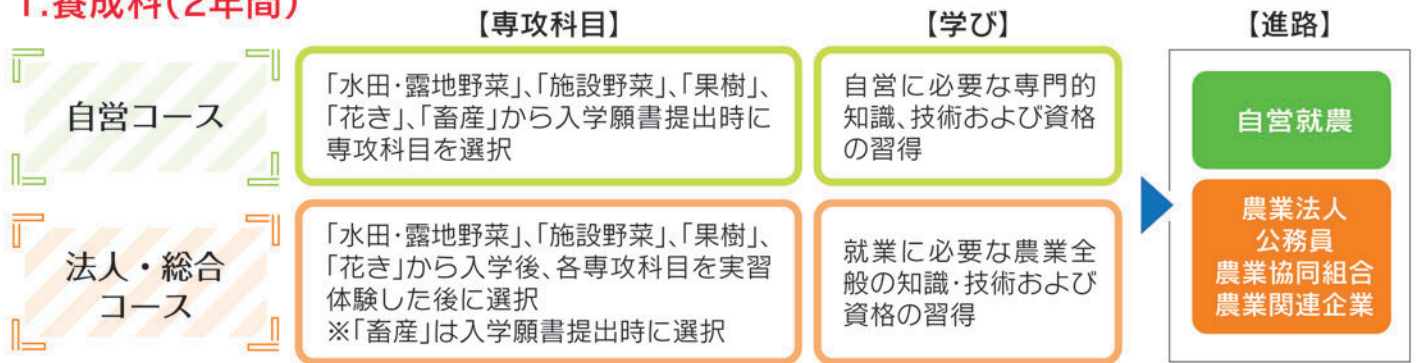 1.養成科(2年間)
【専攻科目】
【学び】
【進路】
自営コース
「水田・露地野菜」、「施設野菜」、「果樹」、
「花き」、「畜産」から入学願書提出時に
専攻科目を選択
自営に必要な専門的
知識、技術および資格
の習得
自営就農
法人・総合
コース
「水田・露地野菜」、「施設野菜」、「果樹」、
「花き」から入学後、各専攻科目を実習
体験した後に選択
※「畜産」は入学願書提出時に選択
就業に必要な農業全
般の知識・技術および
資格の習得
農業法人
公務員
農業協同組合
農業関連企業